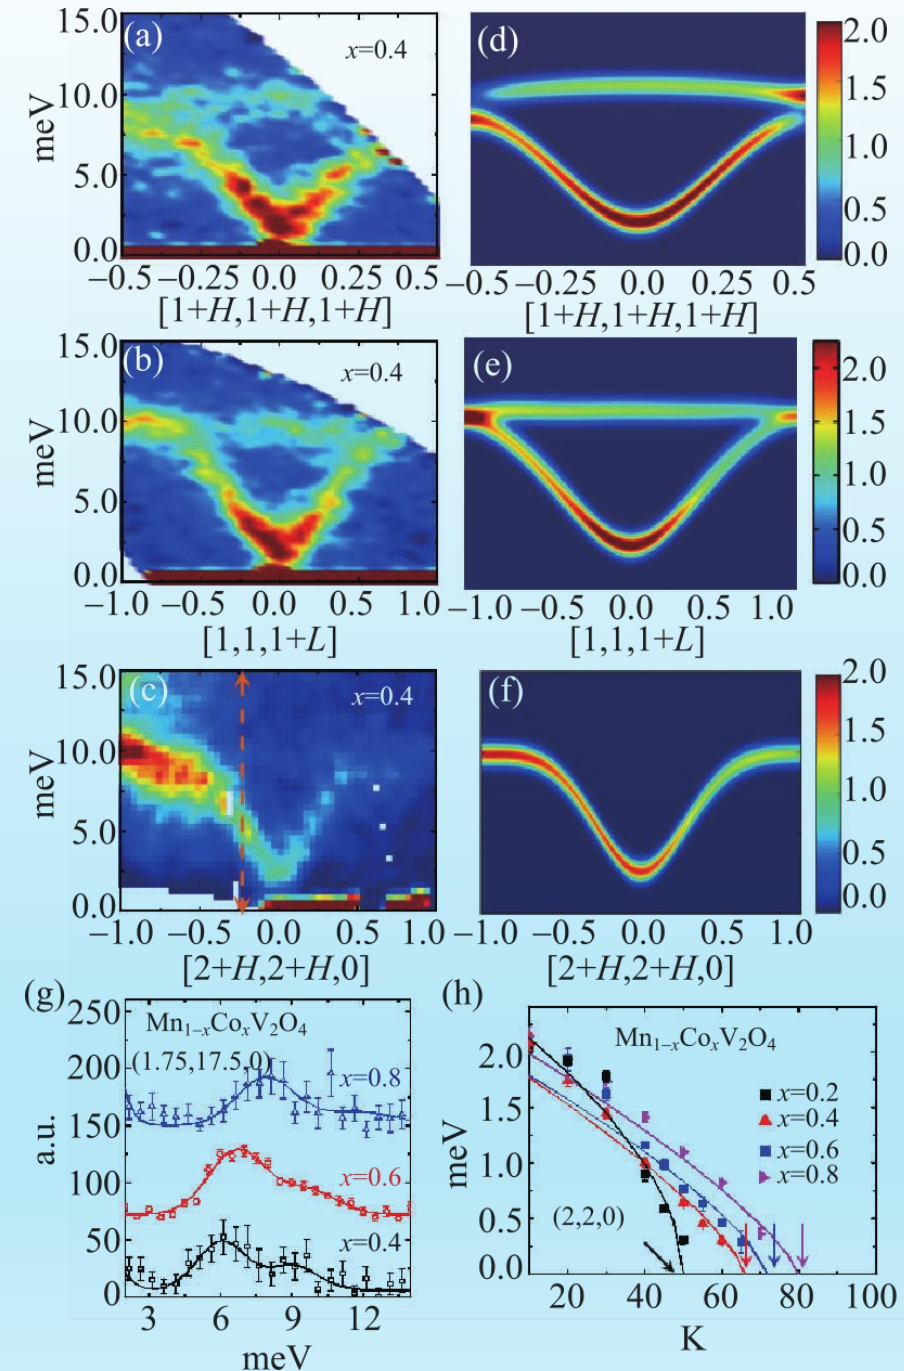 (a)
x=0.4
meV
15.0
10.0
5.0
0.0
−0.5 −0.25 0.0 0.25 0.5
[1+H,1+H,1+H]
(d)
2.0
1.5
1.0
0.5
0.0
−0.5 −0.25 0.0 0.25 0.5
[1+H,1+H,1+H]
(b)
x=0.4
meV
15.0
10.0
5.0
0.0
−1.0 −0.5 0.0 0.5 1.0
[1,1,1+L]
(e)
2.0
1.5
1.0
0.5
0.0
−1.0 −0.5 0.0 0.5 1.0
[1,1,1+L]
(c)
x=0.4
meV
15.0
10.0
5.0
0.0
−1.0 −0.5 0.0 0.5 1.0
[2+H,2+H,0]
(f)
2.0
1.5
1.0
0.5
0.0
−1.0 −0.5 0.0 0.5 1.0
[2+H,2+H,0]
(g)
Mn1−xCoxV2O4
(1.75,17.5,0)
x=0.8
x=0.6
x=0.4
a.u.
250
200
150
100
50
0
3 6 9 12
meV
(h)
Mn1−xCoxV2O4
x=0.2
x=0.4
x=0.6
x=0.8
(2,2,0)
meV
2.0
1.5
1.0
0.5
0.0
20 40 60 80 100
K